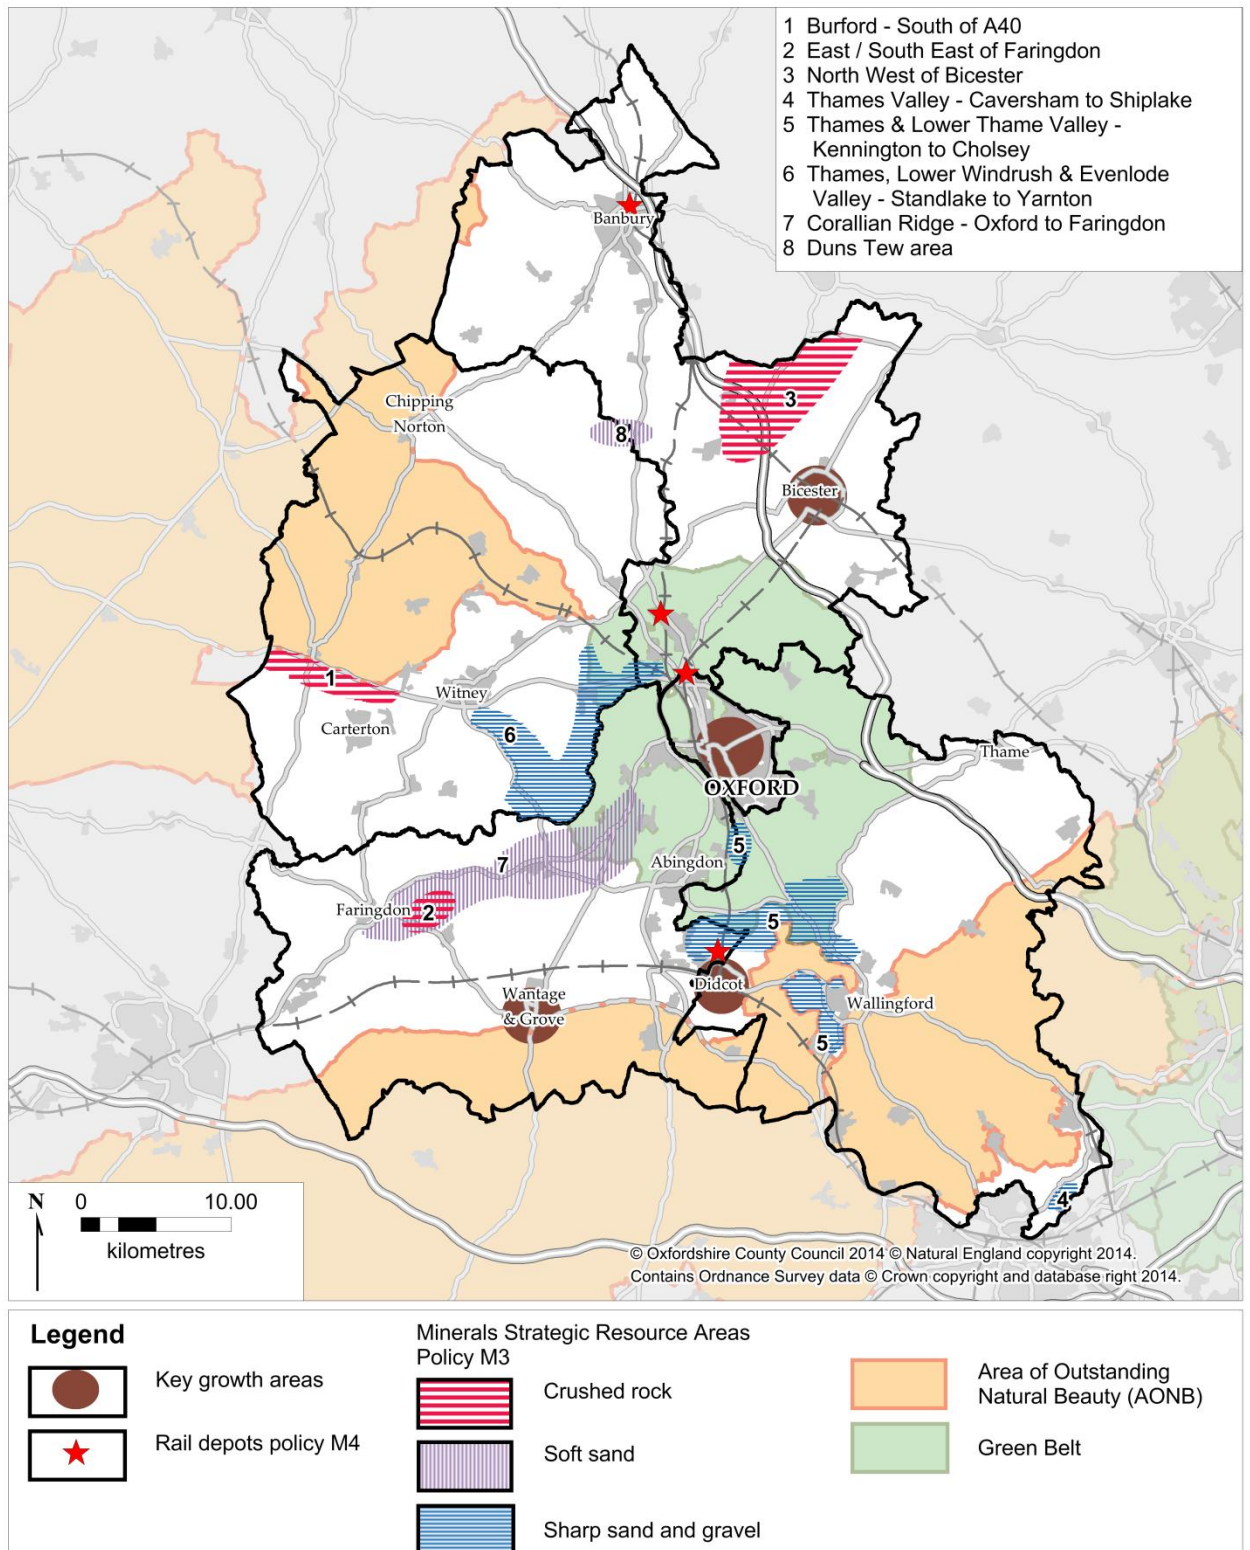 1 Burford - South of A40
2 East / South East of Faringdon
3 North West of Bicester
4 Thames Valley - Caversham to Shiplake
5 Thames & Lower Thame Valley -
Kennington to Cholsey
6 Thames, Lower Windrush & Evenlode
Valley - Standlake to Yarnton
7 Corallian Ridge - Oxford to Faringdon
8 Duns Tew area
Banbury
Chipping
Norton
3
8
Bicester
1
Witney
Carterton
6
Thame
OXFORD
5
Abingdon
7
Faringdon
2
5
Didcot
Wantage
& Grove
Wallingford
5
4
N
0 10.00
kilometres
© Oxfordshire County Council 2014 © Natural England copyright 2014.
Contains Ordnance Survey data © Crown copyright and database right 2014.
Legend
Key growth areas
Rail depots policy M4
Minerals Strategic Resource Areas
Policy M3
Crushed rock
Soft sand
Sharp sand and gravel
Area of Outstanding
Natural Beauty (AONB)
Green Belt